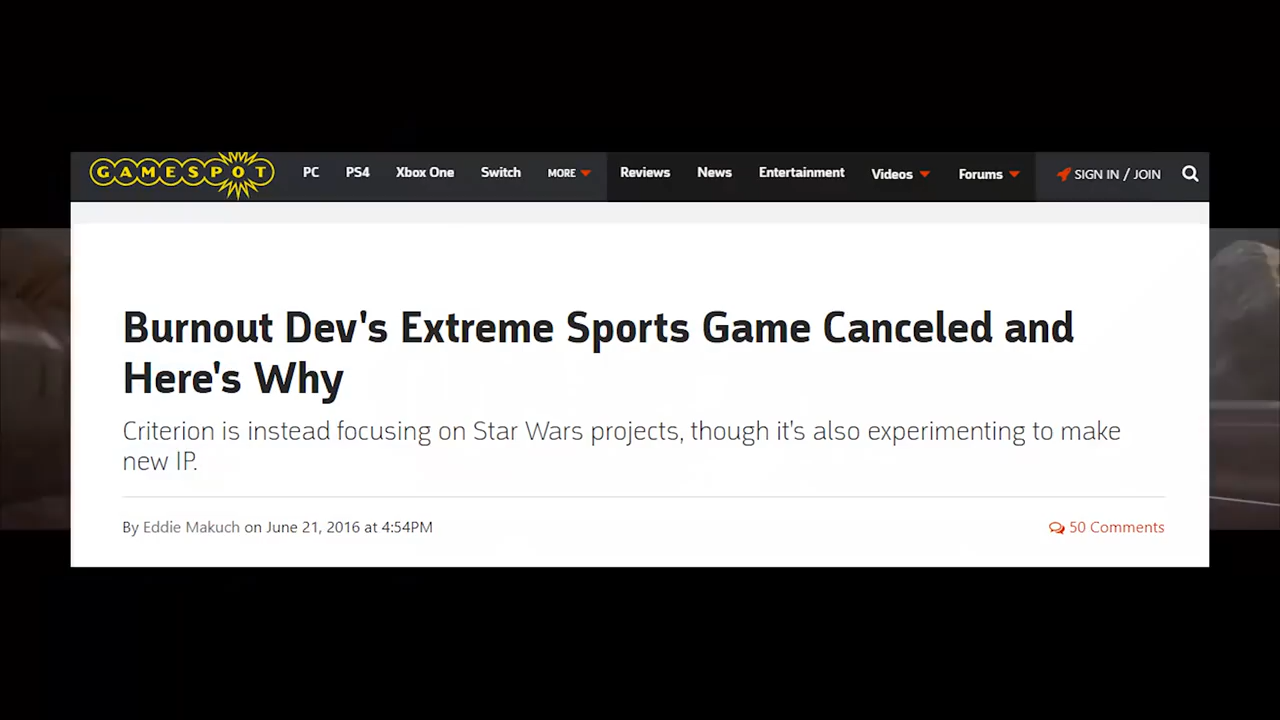 GAMESPOT PC PS4 Xbox One Switch MORE Reviews News Entertainment Videos Forums SIGN IN / JOIN
Burnout Dev's Extreme Sports Game Canceled and
Here's Why
Criterion is instead focusing on Star Wars projects, though it's also experimenting to make
new IP.
By Eddie Makuch on June 21, 2016 at 4:54PM 50 Comments